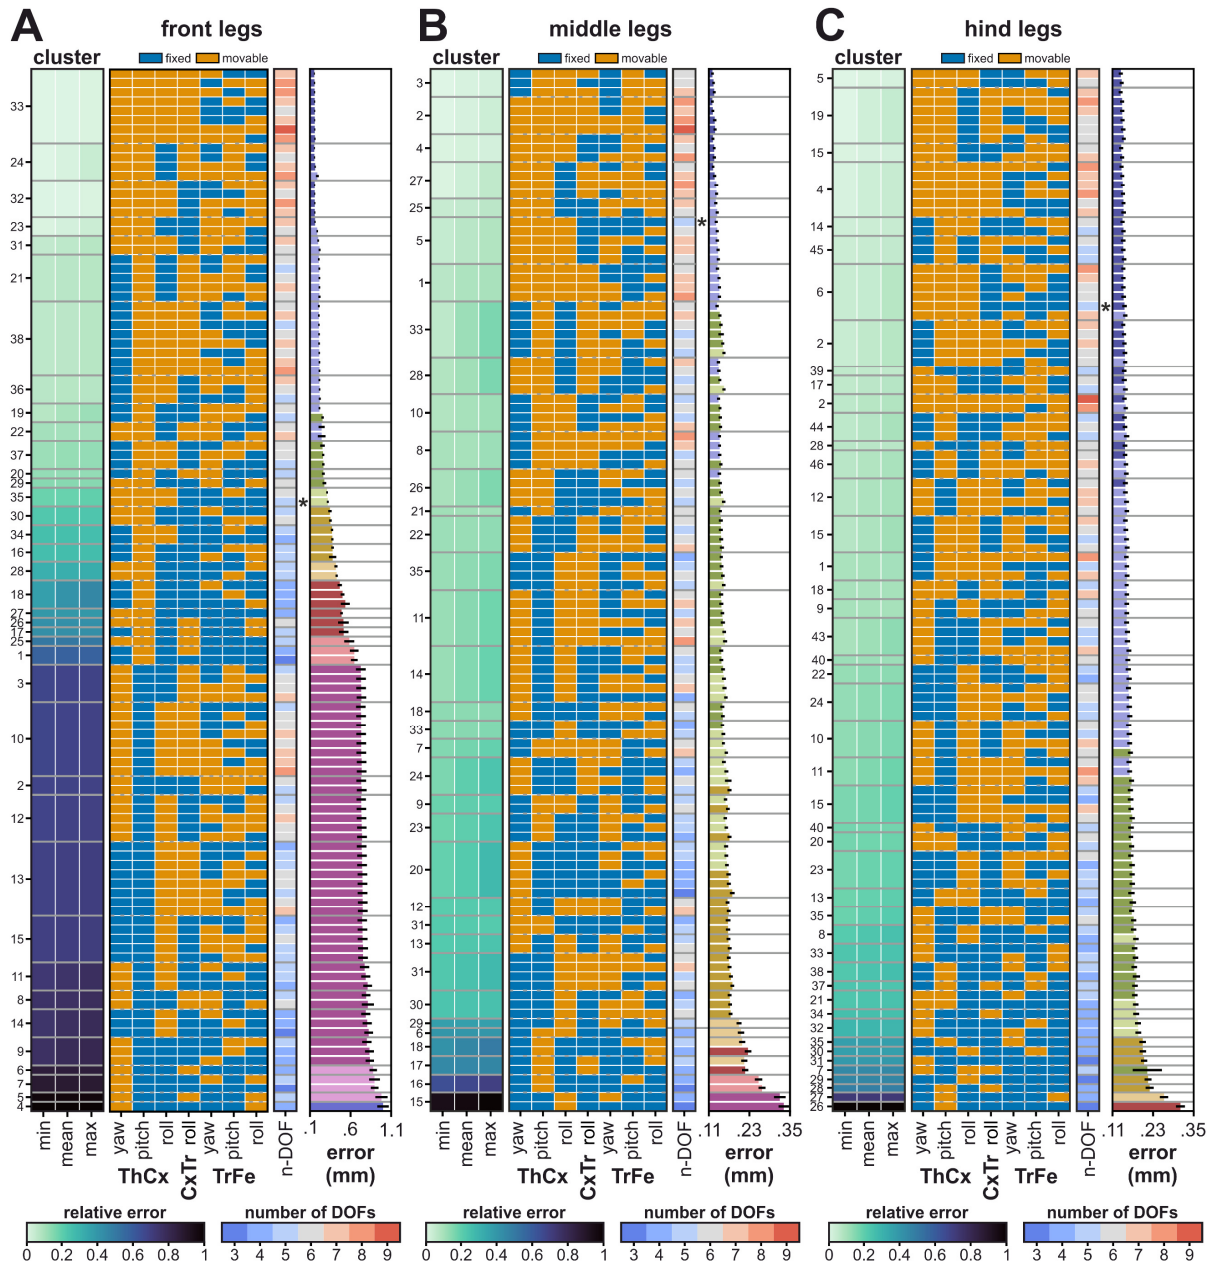 A
front legs
cluster
fixed
movable
33
24
32
23
31
21
38
36
19
22
37
20
29
35
30
34
16
28
18
27
26
17
25
1
3
10
2
12
13
15
11
8
14
9
6
7
5
4
*
min
mean
max
yaw
pitch
roll
roll
yaw
pitch
roll
n-DOF
ThCx
CxTr
TrFe
.1 .6 1.1
error
(mm)
relative error
0 0.2 0.4 0.6 0.8 1
number of DOFs
3 4 5 6 7 8 9
B
middle legs
cluster
fixed
movable
3
2
4
27
25
5
1
33
28
10
8
26
21
22
35
11
14
18
33
7
24
9
23
20
12
31
13
31
30
29
6
18
17
16
15
*
min
mean
max
yaw
pitch
roll
roll
yaw
pitch
roll
n-DOF
ThCx
CxTr
TrFe
.11 .23 .35
error
(mm)
relative error
0 0.2 0.4 0.6 0.8 1
number of DOFs
3 4 5 6 7 8 9
C
hind legs
cluster
fixed
movable
5
19
15
4
14
45
6
2
39
17
2
44
28
46
12
15
1
18
9
43
40
22
24
10
11
15
40
20
23
13
35
8
33
38
37
21
34
32
35
30
31
7
29
28
27
26
*
min
mean
max
yaw
pitch
roll
roll
yaw
pitch
roll
n-DOF
ThCx
CxTr
TrFe
.11 .23 .35
error
(mm)
relative error
0 0.2 0.4 0.6 0.8 1
number of DOFs
3 4 5 6 7 8 9